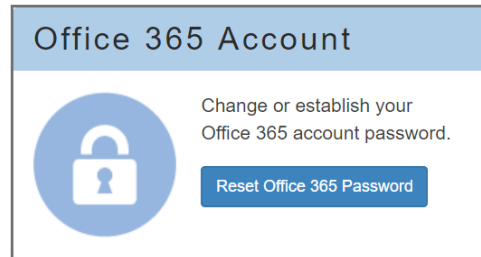 Office 365 Account
Change or establish your
Office 365 account password.
Reset Office 365 Password